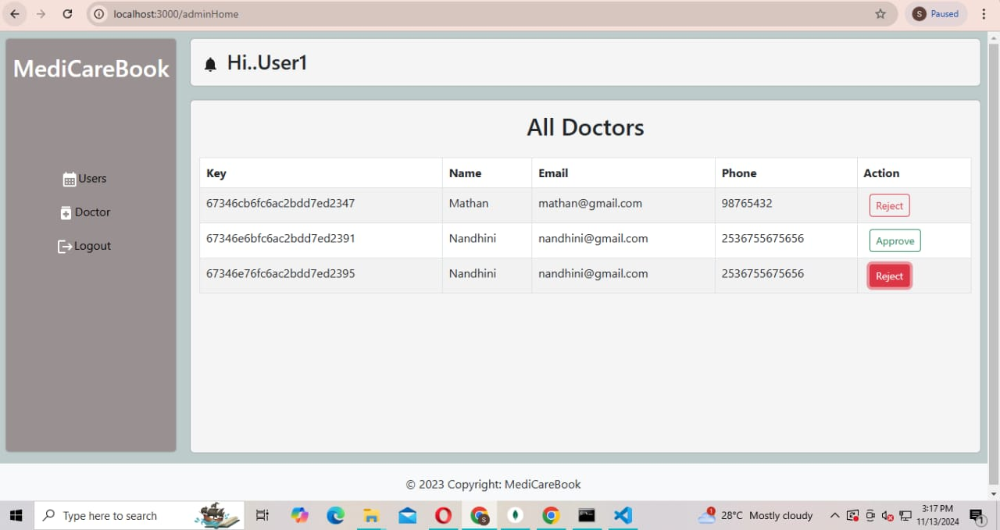 localhost:3000/adminHome
S Paused
MediCareBook
Hi..User1
Users
Doctor
Logout
All Doctors
Key Name Email Phone Action
67346cb6fc6ac2bdd7ed2347 Mathan mathan@gmail.com 98765432 Reject
67346e6bfc6ac2bdd7ed2391 Nandhini nandhini@gmail.com 2536755675656 Approve
67346e76fc6ac2bdd7ed2395 Nandhini nandhini@gmail.com 2536755675656 Reject
© 2023 Copyright: MediCareBook
Type here to search
28°C Mostly cloudy
3:17 PM
11/13/2024
1